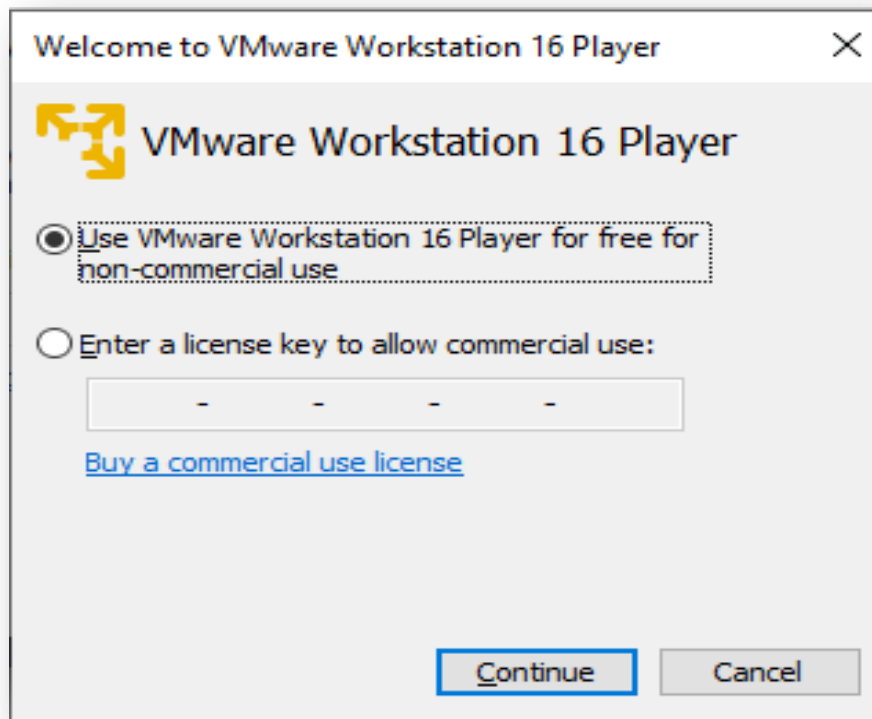 Welcome to VMware Workstation 16 Player
VMware Workstation 16 Player
Use VMware Workstation 16 Player for free for
non-commercial use
Enter a license key to allow commercial use:
- - - -
Buy a commercial use license
Continue Cancel